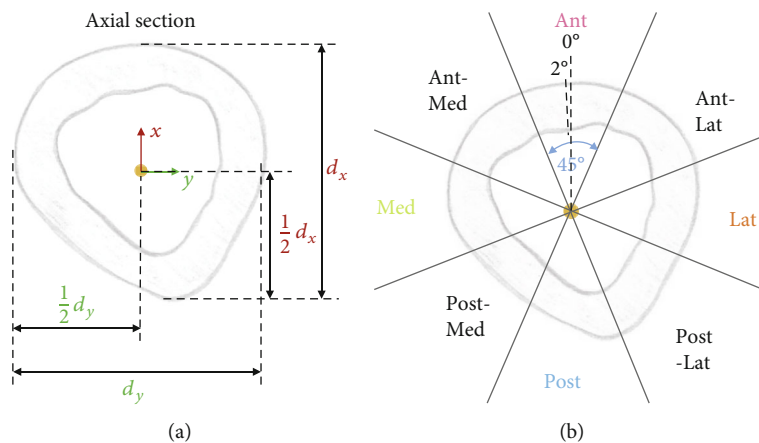 Axial section
x
y
d_x
1/2 d_x
1/2 d_y
d_y
(a)
Ant
0°
2°
Ant-
Med
Ant-
Lat
45°
Med
Lat
Post-
Med
Post
-Lat
Post
(b)